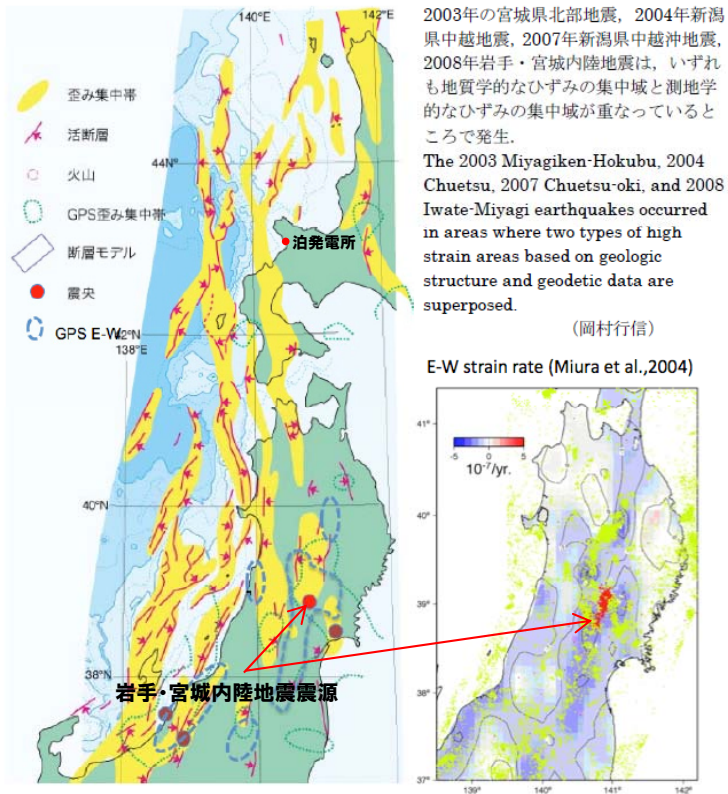 140°E
142°E
歪み集中帯
活断層
44N°
火山
GPS歪み集中帯
泊発電所
断層モデル
震央
GPS E-W
42°N
138°E
40°N
38°N
岩手･宮城内陸地震震源
138°E
140°E
2003年の宮城県北部地震，2004年新潟
県中越地震, 2007年新潟県中越沖地震,
2008年岩手・宮城内陸地震は，いずれ
も地質学的なひずみの集中域と測地学
的なひずみの集中域が重なっていると
ころで発生．
The 2003 Miyagiken-Hokubu, 2004
Chuetsu, 2007 Chuetsu-oki, and 2008
Iwate-Miyagi earthquakes occurred
in areas where two types of high
strain areas based on geologic
structure and geodetic data are
superposed.
（岡村行信）
E-W strain rate (Miura et al.,2004)
41°
-5 0 5
10-7/yr.
40°
39°
38°
37°
139° 140° 141° 142°